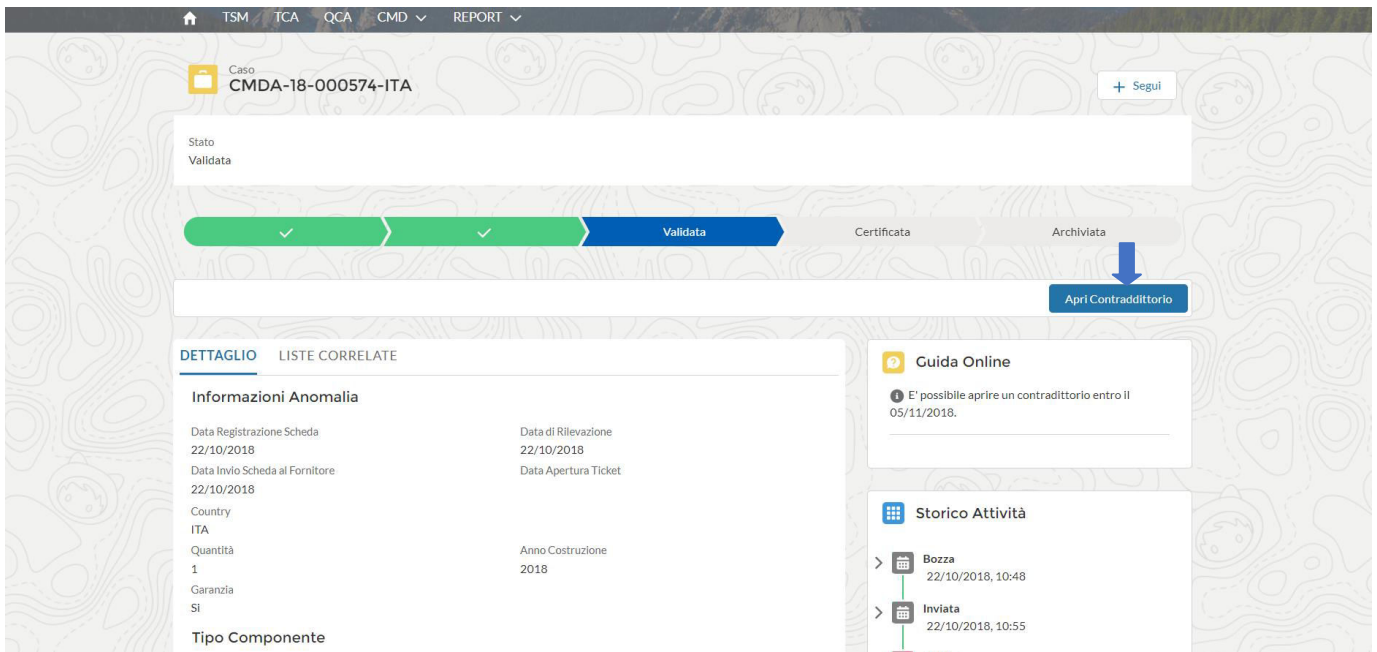 TSM TCA QCA CMD REPORT
Caso
CMDA-18-000574-ITA
+ Segui
Stato
Validata
Validata Certificata Archiviata
Apri Contraddittorio
DETTAGLIO LISTE CORRELATE
Informazioni Anomalia
Data Registrazione Scheda Data di Rilevazione
22/10/2018 22/10/2018
Data Invio Scheda al Fornitore Data Apertura Ticket
22/10/2018
Country
ITA
Quantità Anno Costruzione
1 2018
Garanzia
Si
Tipo Componente
Guida Online
E' possibile aprire un contradittorio entro il
05/11/2018.
Storico Attività
Bozza
22/10/2018, 10:48
Inviata
22/10/2018, 10:55